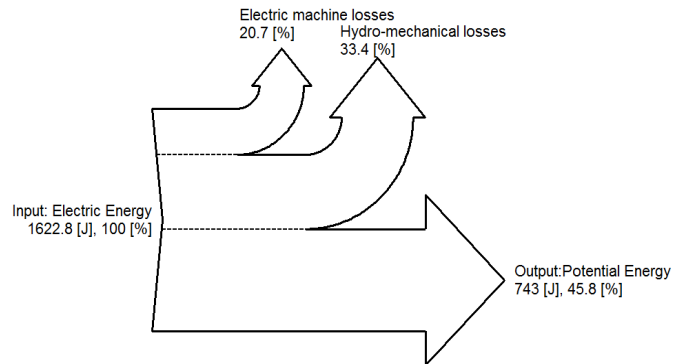 Electric machine losses
20.7 [%]
Hydro-mechanical losses
33.4 [%]
Input: Electric Energy
1622.8 [J], 100 [%]
Output:Potential Energy
743 [J], 45.8 [%]